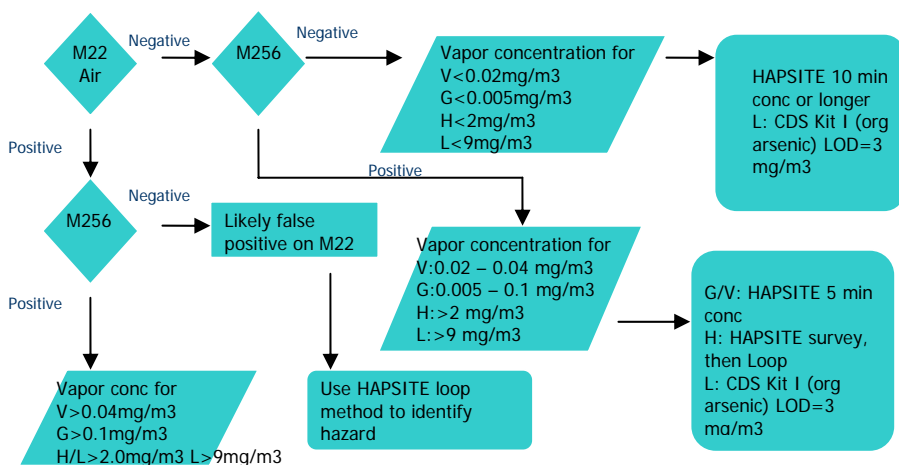 M22
Air
Negative
M256
Negative
Vapor concentration for
V<0.02mg/m3
G<0.005mg/m3
H<2mg/m3
L<9mg/m3
HAPSITE 10 min
conc or longer
L: CDS Kit I (org
arsenic) LOD=3
mg/m3
Positive
Positive
M256
Negative
Likely false
positive on M22
Vapor concentration for
V:0.02 – 0.04 mg/m3
G:0.005 – 0.1 mg/m3
H:>2 mg/m3
L:>9 mg/m3
G/V: HAPSITE 5 min
conc
H: HAPSITE survey,
then Loop
L: CDS Kit I (org
arsenic) LOD=3
mg/m3
Positive
Vapor conc for
V>0.04mg/m3
G>0.1mg/m3
H/L>2.0mg/m3 L>9mg/m3
Use HAPSITE loop
method to identify
hazard